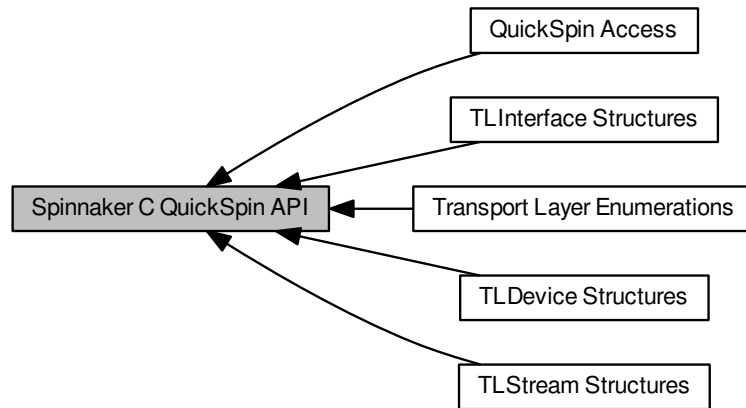 QuickSpin Access
TLInterface Structures
Spinnaker C QuickSpin API
Transport Layer Enumerations
TLDevice Structures
TLStream Structures